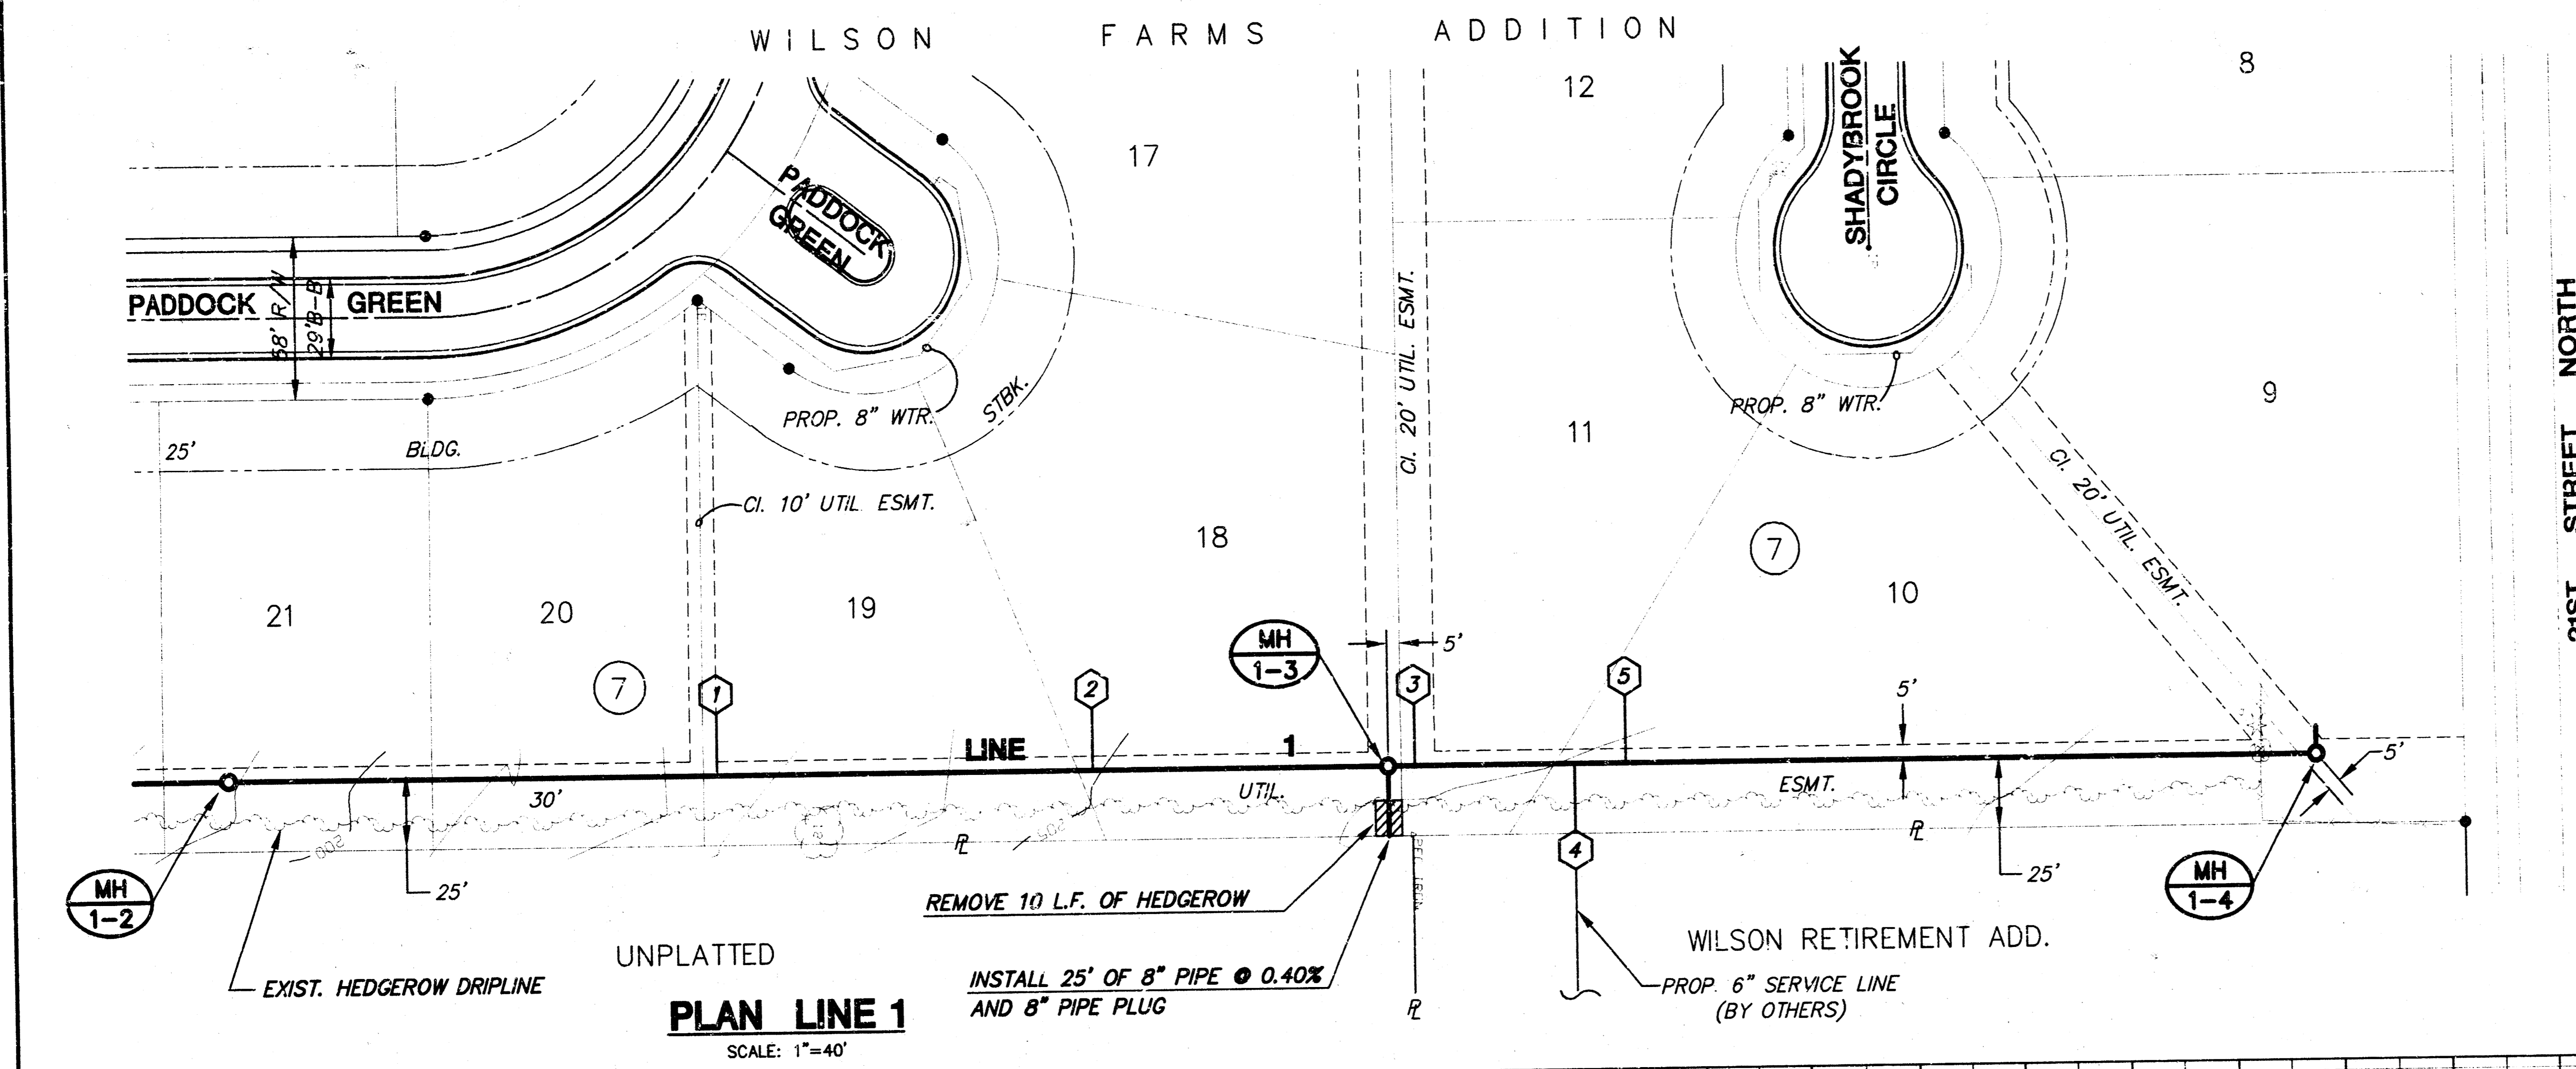 WILSON FARMS ADDITION
8
12
17
SHADYBROOK
CIRCLE
PADDOCK
GREEN
PADDOCK GREEN
58' R/W
29' B-B
Cl. 20' UTIL. ESMT.
21ST STREET NORTH
9
PROP. 8" WTR.
STBK.
PROP. 8" WTR.
11
25'
BLDG.
Cl. 10' UTIL. ESMT.
Cl. 20' UTIL. ESMT.
18
7
10
21
20
19
MH
1-3
5'
7
1
2
3
5
5'
LINE 1
5'
30'
UTIL.
ESMT.
4
25'
25'
MH
1-2
MH
1-4
REMOVE 10 L.F. OF HEDGEROW
WILSON RETIREMENT ADD.
UNPLATTED
EXIST. HEDGEROW DRIPLINE
INSTALL 25' OF 8" PIPE @ 0.40%
AND 8" PIPE PLUG
PROP. 6" SERVICE LINE
(BY OTHERS)
PLAN LINE 1
SCALE: 1"=40'